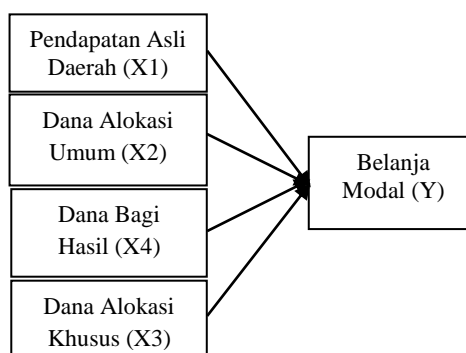 Pendapatan Asli
Daerah (X1)
Dana Alokasi
Umum (X2)
Dana Bagi
Hasil (X4)
Dana Alokasi
Khusus (X3)
Belanja
Modal (Y)